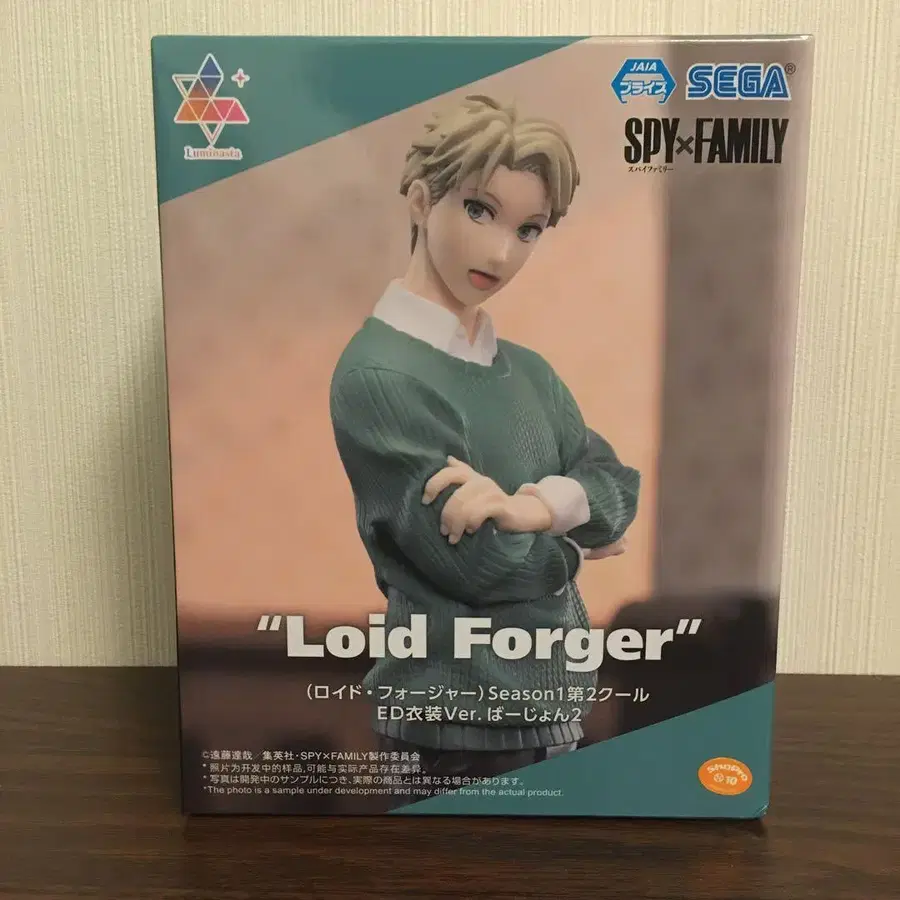 Luminasta
JAIA
プライズ
SEGA®
SPY×FAMILY
スパイファミリー
“Loid Forger”
(ロイド・フォージャー)Season1第2クール
ED衣装Ver. ばーじょん2
©遠藤達哉／集英社・SPY×FAMILY製作委員会
* 照片为开发中的样品,可能与实际产品存在差异。
* 写真は開発中のサンプルにつき、実際の商品とは異なる場合があります。
*The photo is a sample under development and may differ from the actual product.
ShoPro
10